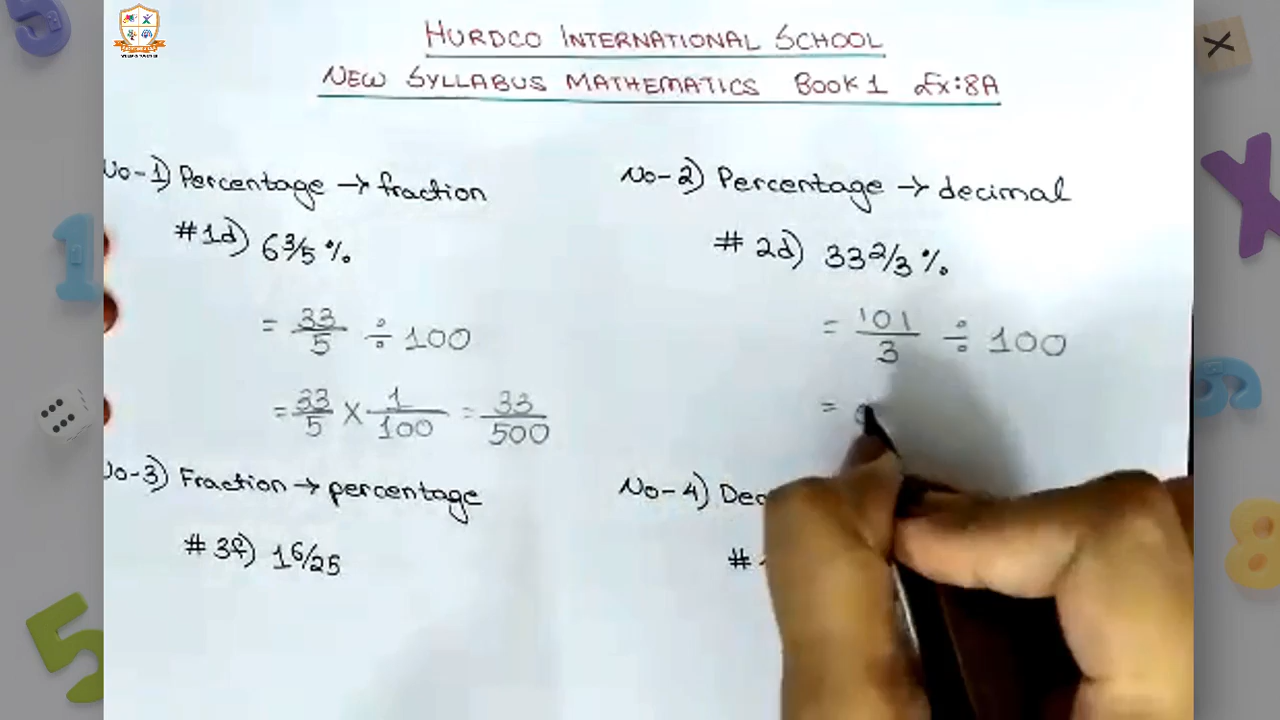 HURDCO INTERNATIONAL SCHOOL
NEW SYLLABUS MATHEMATICS BOOK 1 Ex:8A
No-1) Percentage → fraction
#1d) 6 3/5 %
= 33/5 ÷ 100
= 33/5 × 1/100 = 33/500
No-2) Percentage → decimal
# 2d) 33 2/3 %
= 101/3 ÷ 100
=
No-3) Fraction → percentage
# 3f) 1 6/25
No-4) Dec
#